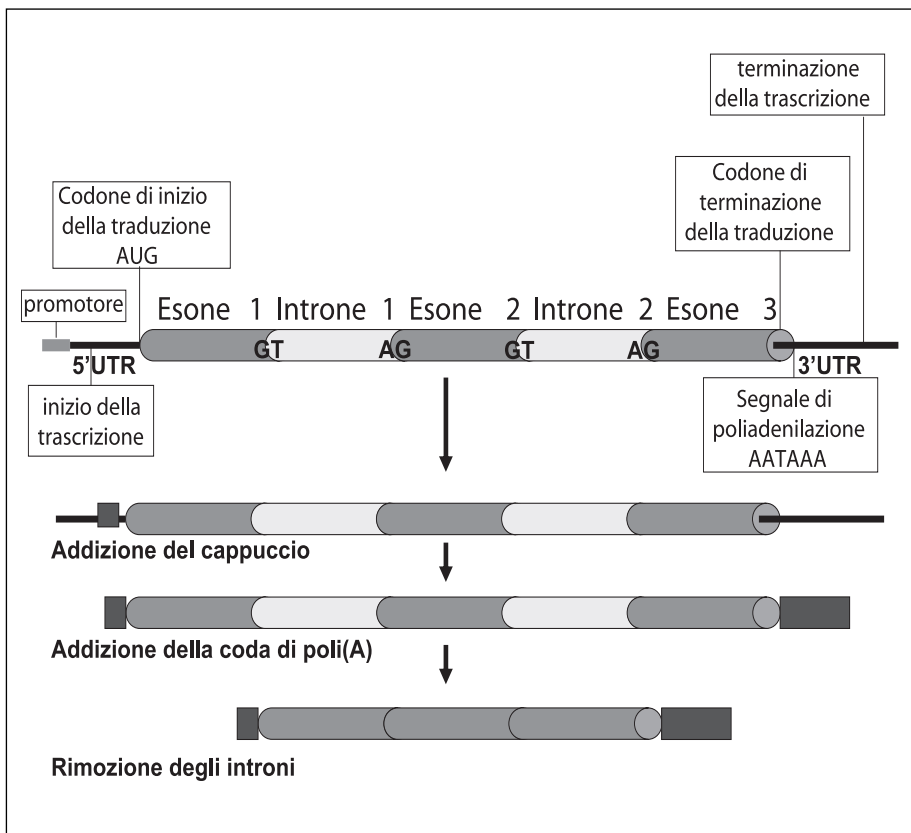 terminazione
della trascrizione
Codone di inizio
della traduzione
AUG
Codone di
terminazione
della traduzione
promotore
Esone 1 Introne 1 Esone 2 Introne 2 Esone 3
GT AG GT AG
5'UTR
3'UTR
inizio della
trascrizione
Segnale di
poliadenilazione
AATAAA
Addizione del cappuccio
Addizione della coda di poli(A)
Rimozione degli introni